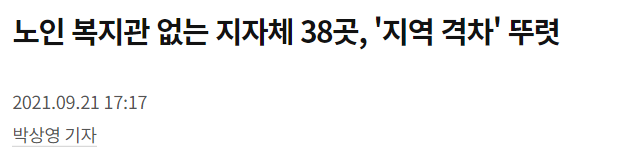 노인 복지관 없는 지자체 38곳, '지역 격차' 뚜렷
2021.09.21 17:17
박상영 기자